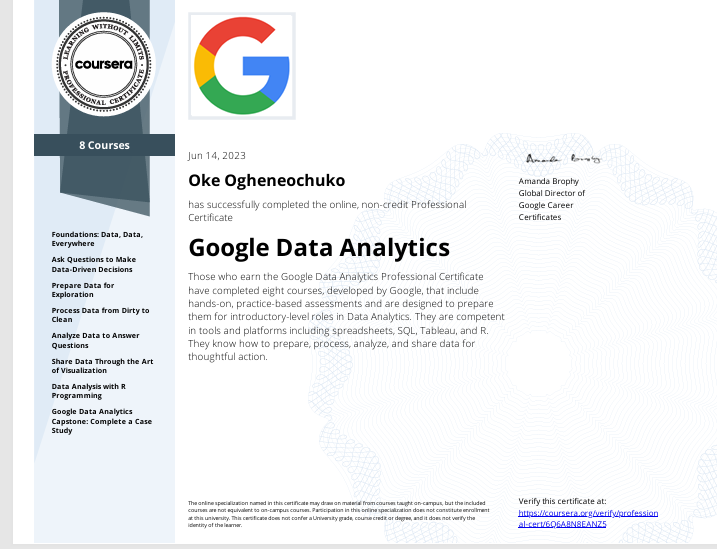 LEARNING WITHOUT LIMITS
coursera
PROFESSIONAL CERTIFICATE
8 Courses
Foundations: Data, Data,
Everywhere
Ask Questions to Make
Data-Driven Decisions
Prepare Data for
Exploration
Process Data from Dirty to
Clean
Analyze Data to Answer
Questions
Share Data Through the Art
of Visualization
Data Analysis with R
Programming
Google Data Analytics
Capstone: Complete a Case
Study
G
Jun 14, 2023
Oke Ogheneochuko
has successfully completed the online, non-credit Professional
Certificate
Google Data Analytics
Those who earn the Google Data Analytics Professional Certificate
have completed eight courses, developed by Google, that include
hands-on, practice-based assessments and are designed to prepare
them for introductory-level roles in Data Analytics. They are competent
in tools and platforms including spreadsheets, SQL, Tableau, and R.
They know how to prepare, process, analyze, and share data for
thoughtful action.
The online specialization named in this certificate may draw on material from courses taught on-campus, but the included
courses are not equivalent to on-campus courses. Participation in this online specialization does not constitute enrollment
at this university. This certificate does not confer a University grade, course credit or degree, and it does not verify the
identity of the learner.
Amanda Brophy
Amanda Brophy
Global Director of
Google Career
Certificates
Verify this certificate at:
https://coursera.org/verify/profession
al-cert/6Q6A8N8EANZ5